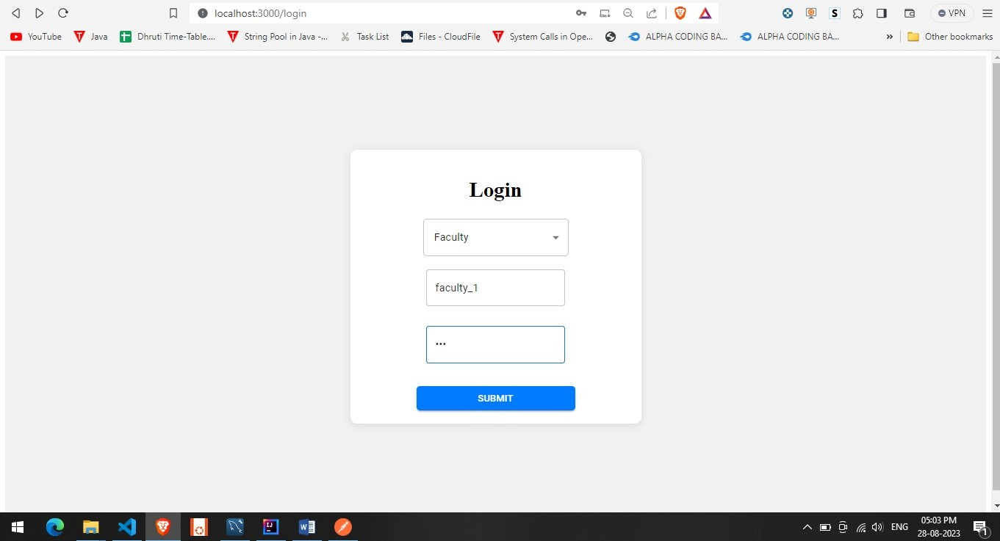 localhost:3000/login
VPN
YouTube
Java
Dhruti Time-Table...
String Pool in Java -...
Task List
Files - CloudFile
System Calls in Ope...
ALPHA CODING BA...
ALPHA CODING BA...
»
Other bookmarks
Login
Faculty
faculty_1
•••
SUBMIT
ENG
05:03 PM
28-08-2023
1